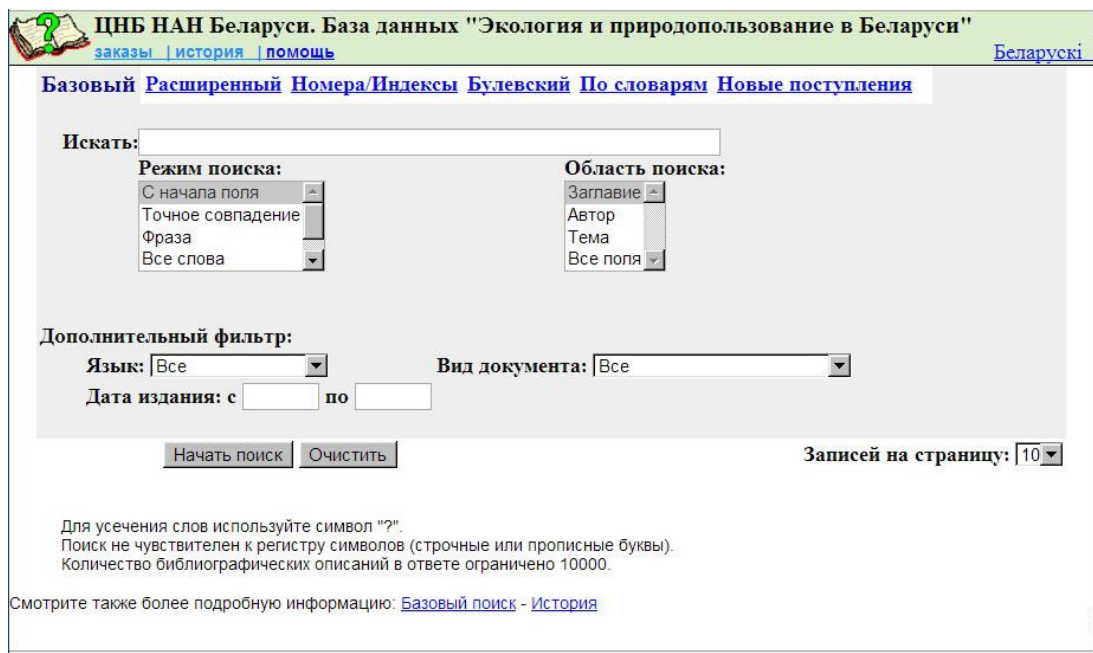 ЦНБ НАН Беларуси. База данных "Экология и природопользование в Беларуси"
заказы | история | помощь Беларускі
Базовый Расширенный Номера/Индексы Булевский По словарям Новые поступления
Искать:
Режим поиска: Область поиска:
С начала поля Заглавие
Точное совпадение Автор
Фраза Тема
Все слова Все поля
Дополнительный фильтр:
Язык: Все Вид документа: Все
Дата издания: с по
Начать поиск Очистить Записей на страницу: 10
Для усечения слов используйте символ "?".
Поиск не чувствителен к регистру символов (строчные или прописные буквы).
Количество библиографических описаний в ответе ограничено 10000.
Смотрите также более подробную информацию: Базовый поиск - История